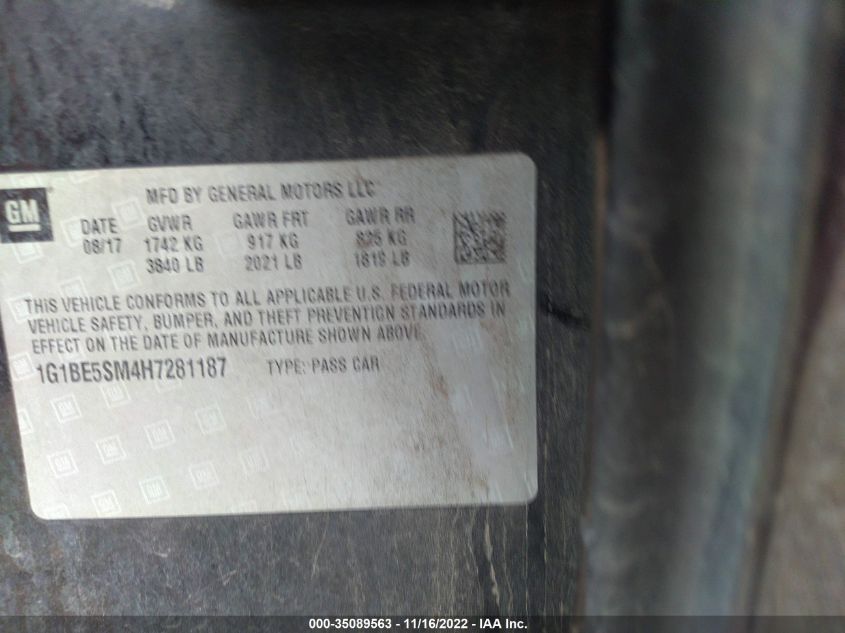 GM
MFD BY GENERAL MOTORS LLC
DATE GVWR GAWR FRT GAWR RR
08/17 1742 KG 917 KG 825 KG
3840 LB 2021 LB 1819 LB
THIS VEHICLE CONFORMS TO ALL APPLICABLE U.S. FEDERAL MOTOR
VEHICLE SAFETY, BUMPER, AND THEFT PREVENTION STANDARDS IN
EFFECT ON THE DATE OF MANUFACTURE SHOWN ABOVE.
1G1BE5SM4H7281187 TYPE: PASS CAR
000-35089563 - 11/16/2022 - IAA Inc.